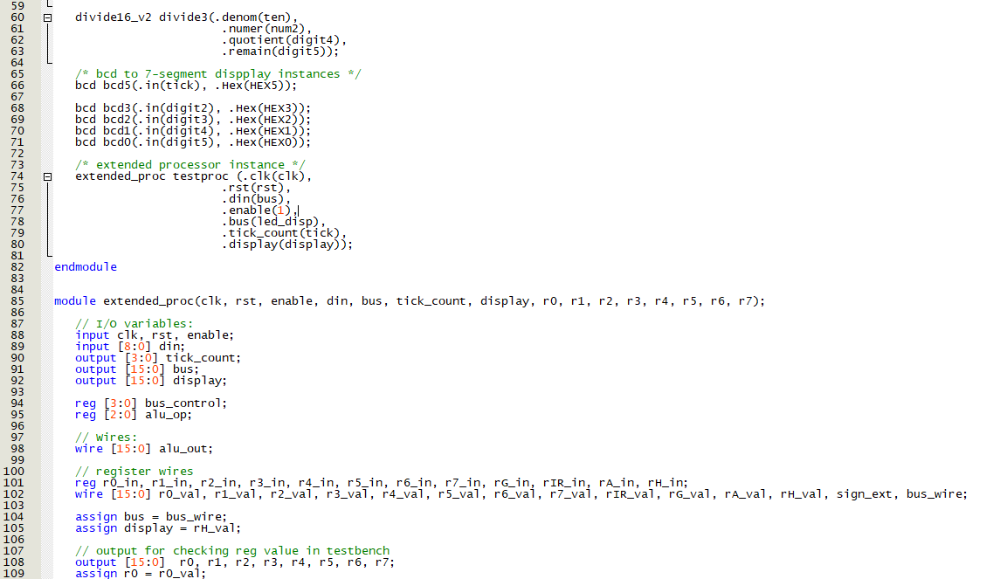 59
60 divide16_v2 divide3(.denom(ten),
61 .numer(num2),
62 .quotient(digit4),
63 .remain(digit5));
64
65 /* bcd to 7-segment dispplay instances */
66 bcd bcd5(.in(tick), .Hex(HEX5));
67
68 bcd bcd3(.in(digit2), .Hex(HEX3));
69 bcd bcd2(.in(digit3), .Hex(HEX2));
70 bcd bcd1(.in(digit4), .Hex(HEX1));
71 bcd bcd0(.in(digit5), .Hex(HEX0));
72
73 /* extended processor instance */
74 extended_proc testproc (.clk(clk),
75 .rst(rst),
76 .din(bus),
77 .enable(1),
78 .bus(led_disp),
79 .tick_count(tick),
80 .display(display));
81
82 endmodule
83
84
85 module extended_proc(clk, rst, enable, din, bus, tick_count, display, r0, r1, r2, r3, r4, r5, r6, r7);
86
87 // I/O variables:
88 input clk, rst, enable;
89 input [8:0] din;
90 output [3:0] tick_count;
91 output [15:0] bus;
92 output [15:0] display;
93
94 reg [3:0] bus_control;
95 reg [2:0] alu_op;
96
97 // Wires:
98 wire [15:0] alu_out;
99
100 // register wires
101 reg r0_in, r1_in, r2_in, r3_in, r4_in, r5_in, r6_in, r7_in, rG_in, rIR_in, rA_in, rH_in;
102 wire [15:0] r0_val, r1_val, r2_val, r3_val, r4_val, r5_val, r6_val, r7_val, rIR_val, rG_val, rA_val, rH_val, sign_ext, bus_wire;
103
104 assign bus = bus_wire;
105 assign display = rH_val;
106
107 // output for checking reg value in testbench
108 output [15:0] r0, r1, r2, r3, r4, r5, r6, r7;
109 assign r0 = r0_val;